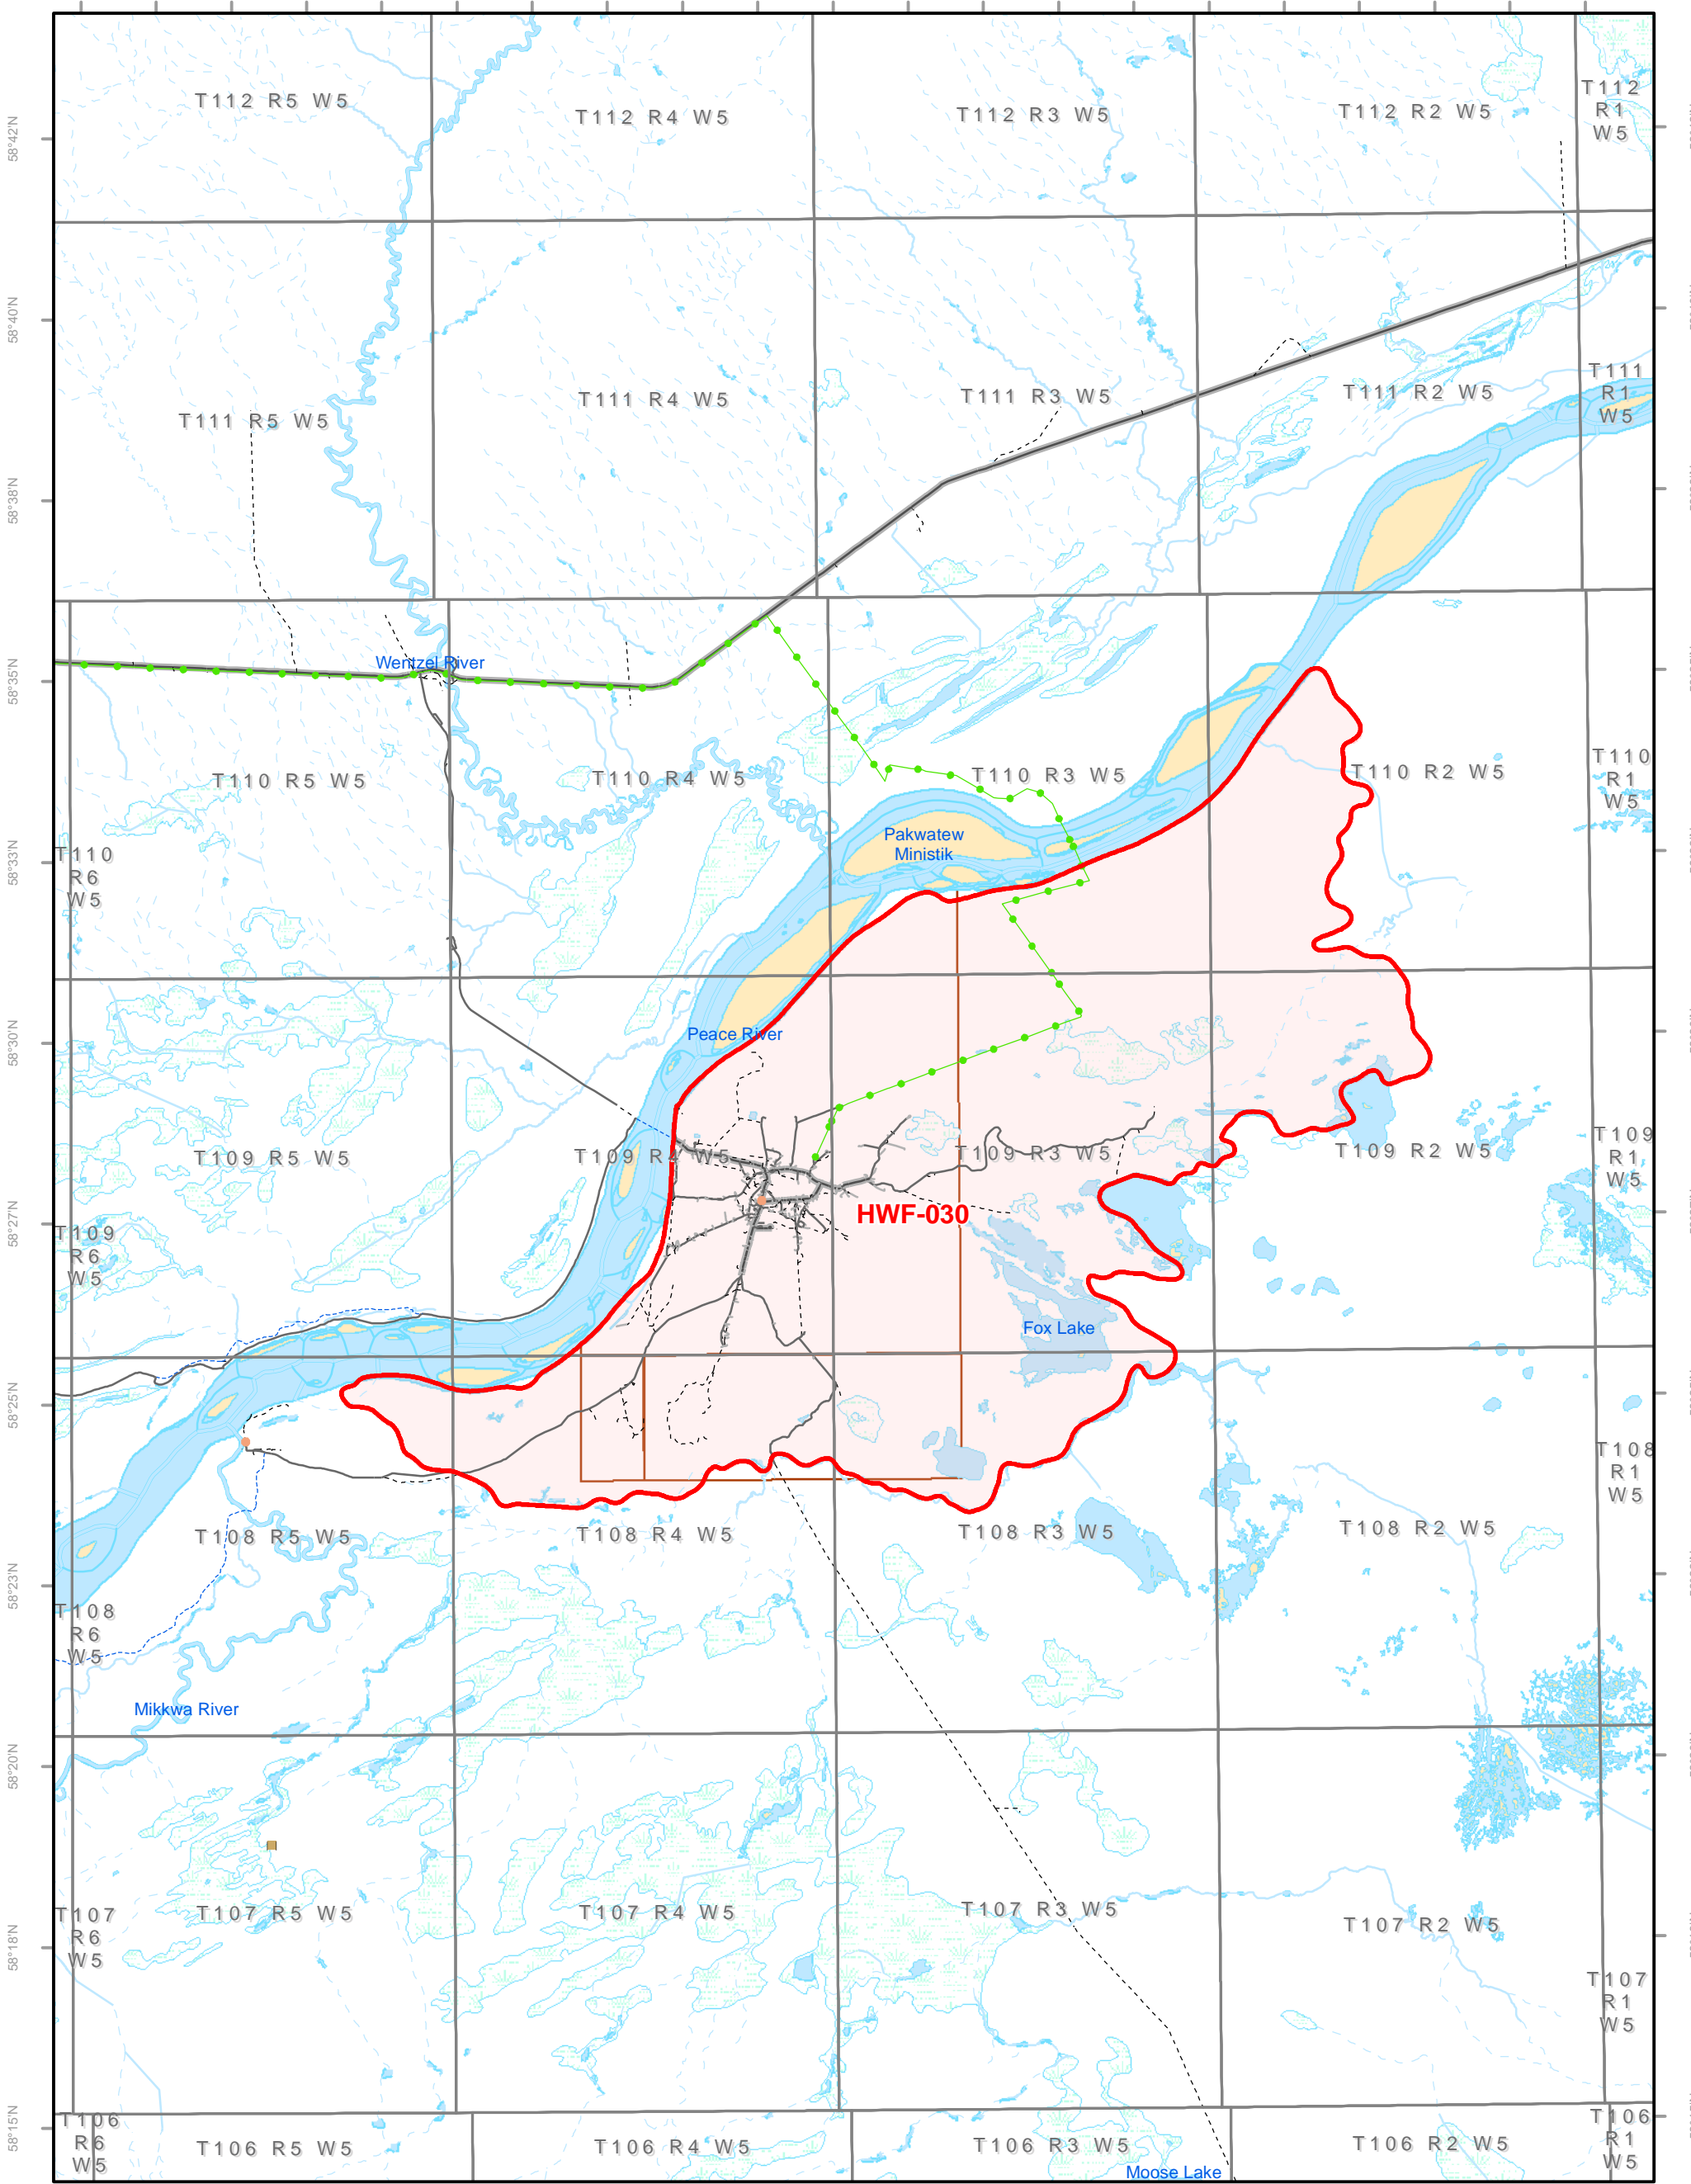 T112 R5 W5
T112 R4 W5
T112 R3 W5
T112 R2 W5
T112
R1
W5
58°42'N
58°40'N
T111 R5 W5
T111 R4 W5
T111 R3 W5
T111 R2 W5
T111
R1
W5
58°38'N
Wentzel River
58°35'N
T110 R5 W5
T110 R4 W5
T110 R3 W5
T110 R2 W5
T110
R1
W5
Pakwatew
Ministik
T110
R6
W5
58°33'N
Peace River
58°30'N
T109 R5 W5
T109 R4 W5
T109 R3 W5
T109 R2 W5
T109
R1
W5
HWF-030
58°27'N
T109
R6
W5
Fox Lake
58°25'N
T108
R1
W5
T108 R5 W5
T108 R4 W5
T108 R3 W5
T108 R2 W5
58°23'N
T108
R6
W5
Mikkwa River
58°20'N
T107 R5 W5
T107 R4 W5
T107 R3 W5
T107 R2 W5
T107
R6
W5
58°18'N
T107
R1
W5
58°15'N
T106
R6
W5
T106 R5 W5
T106 R4 W5
T106 R3 W5
T106 R2 W5
T106
R1
W5
Moose Lake